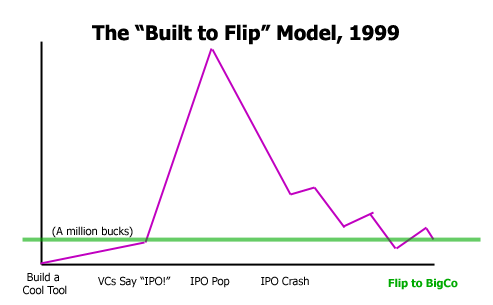 The “Built to Flip” Model, 1999
(A million bucks)
Build a
Cool Tool
VCs Say “IPO!”
IPO Pop
IPO Crash
Flip to BigCo